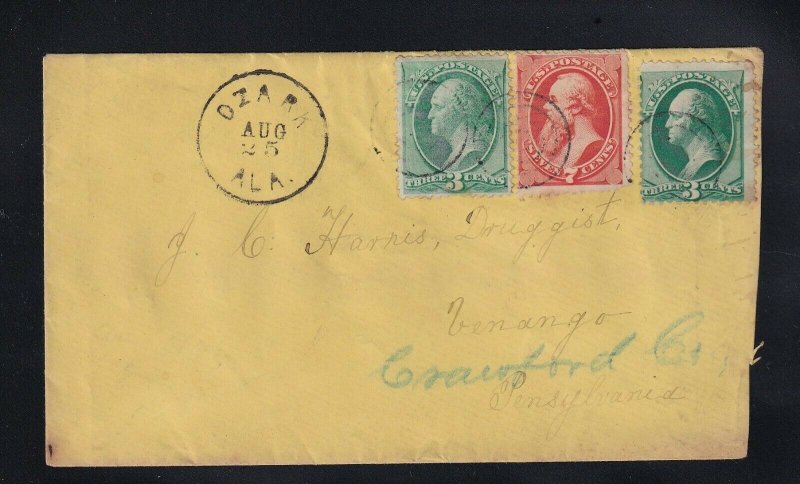 OZARK
AUG
25
ALA.
U.S. POSTAGE
THREE 3 CENTS
U.S. POSTAGE
SEVEN 7 CENTS
U.S. POSTAGE
THREE 3 CENTS
J. C. Harris, Druggist,
Venango
Crawford Co.
Pensylvania